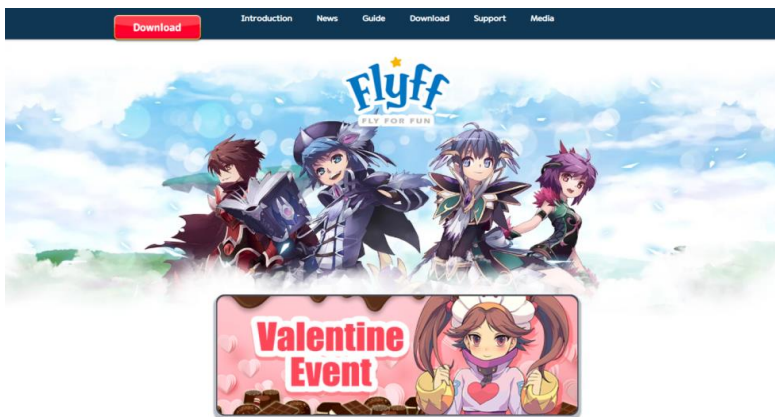 Download
Introduction News Guide Download Support Media
Flyff
FLY FOR FUN
Valentine
Event